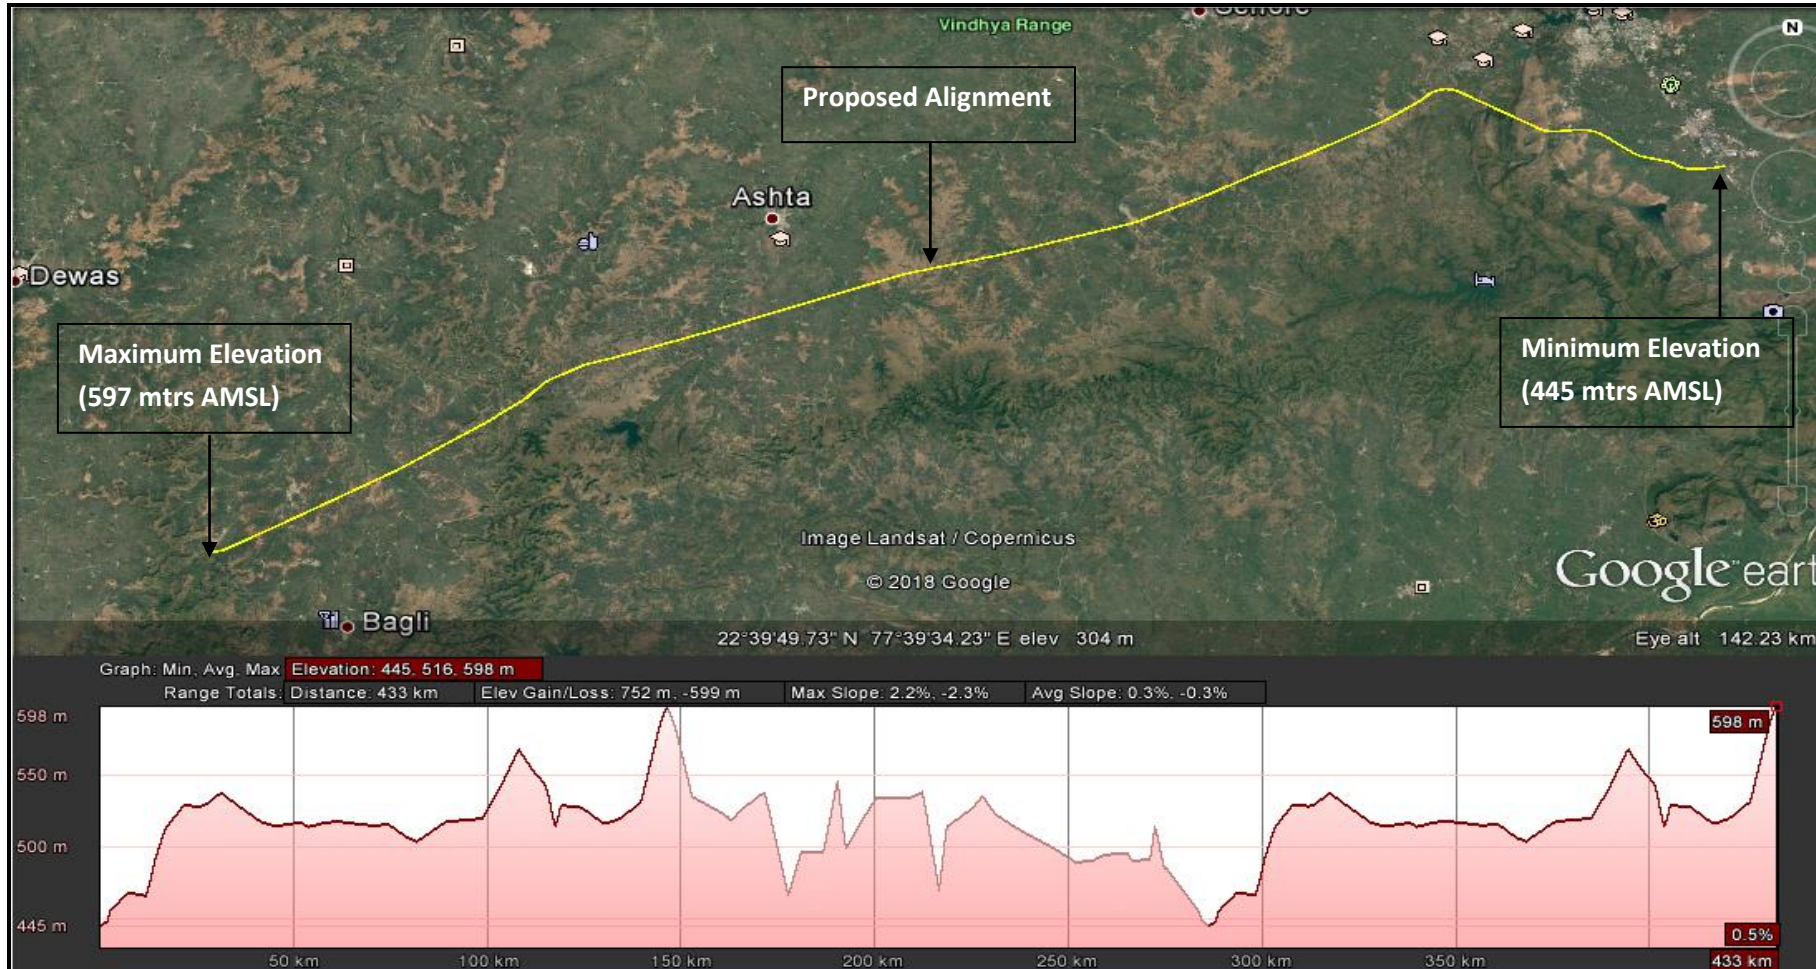 Sehore
Vindhya Range
N
Proposed Alignment
Ashta
Dewas
Maximum Elevation
(597 mtrs AMSL)
Minimum Elevation
(445 mtrs AMSL)
Image Landsat / Copernicus
© 2018 Google
Google eart
Bagli
22°39'49.73" N 77°39'34.23" E elev 304 m
Eye alt 142.23 km
Graph: Min, Avg, Max Elevation: 445, 516, 598 m
Range Totals: Distance: 433 km Elev Gain/Loss: 752 m, -599 m Max Slope: 2.2%, -2.3% Avg Slope: 0.3%, -0.3%
598 m
598 m
550 m
500 m
445 m
0.5%
50 km 100 km 150 km 200 km 250 km 300 km 350 km 433 km